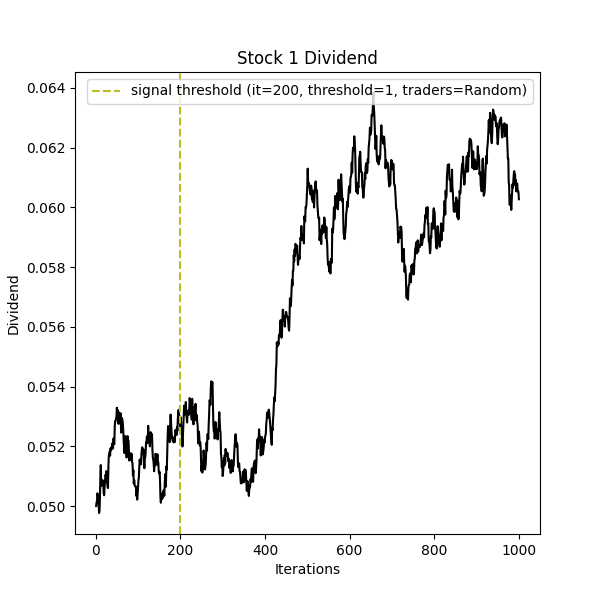 Stock 1 Dividend
signal threshold (it=200, threshold=1, traders=Random)
0.064
0.062
0.060
0.058
0.056
0.054
0.052
0.050
Dividend
0 200 400 600 800 1000
Iterations